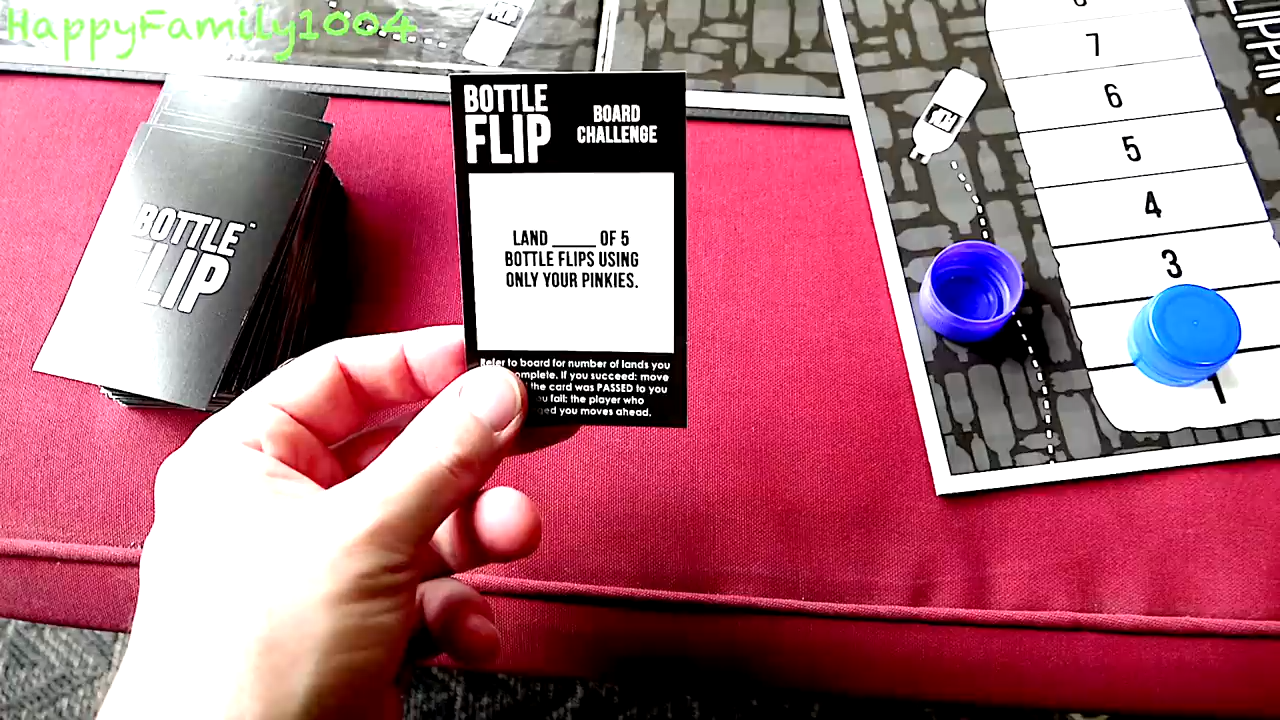 HappyFamily1004
BOTTLE
FLIP
BOARD
CHALLENGE
LAND _____ OF 5
BOTTLE FLIPS USING
ONLY YOUR PINKIES.
Refer to board for number of lands you
complete. If you succeed: move
the card was PASSED to you
fail: the player who
you moves ahead.
BOTTLE
FLIP
7
6
5
4
3
1